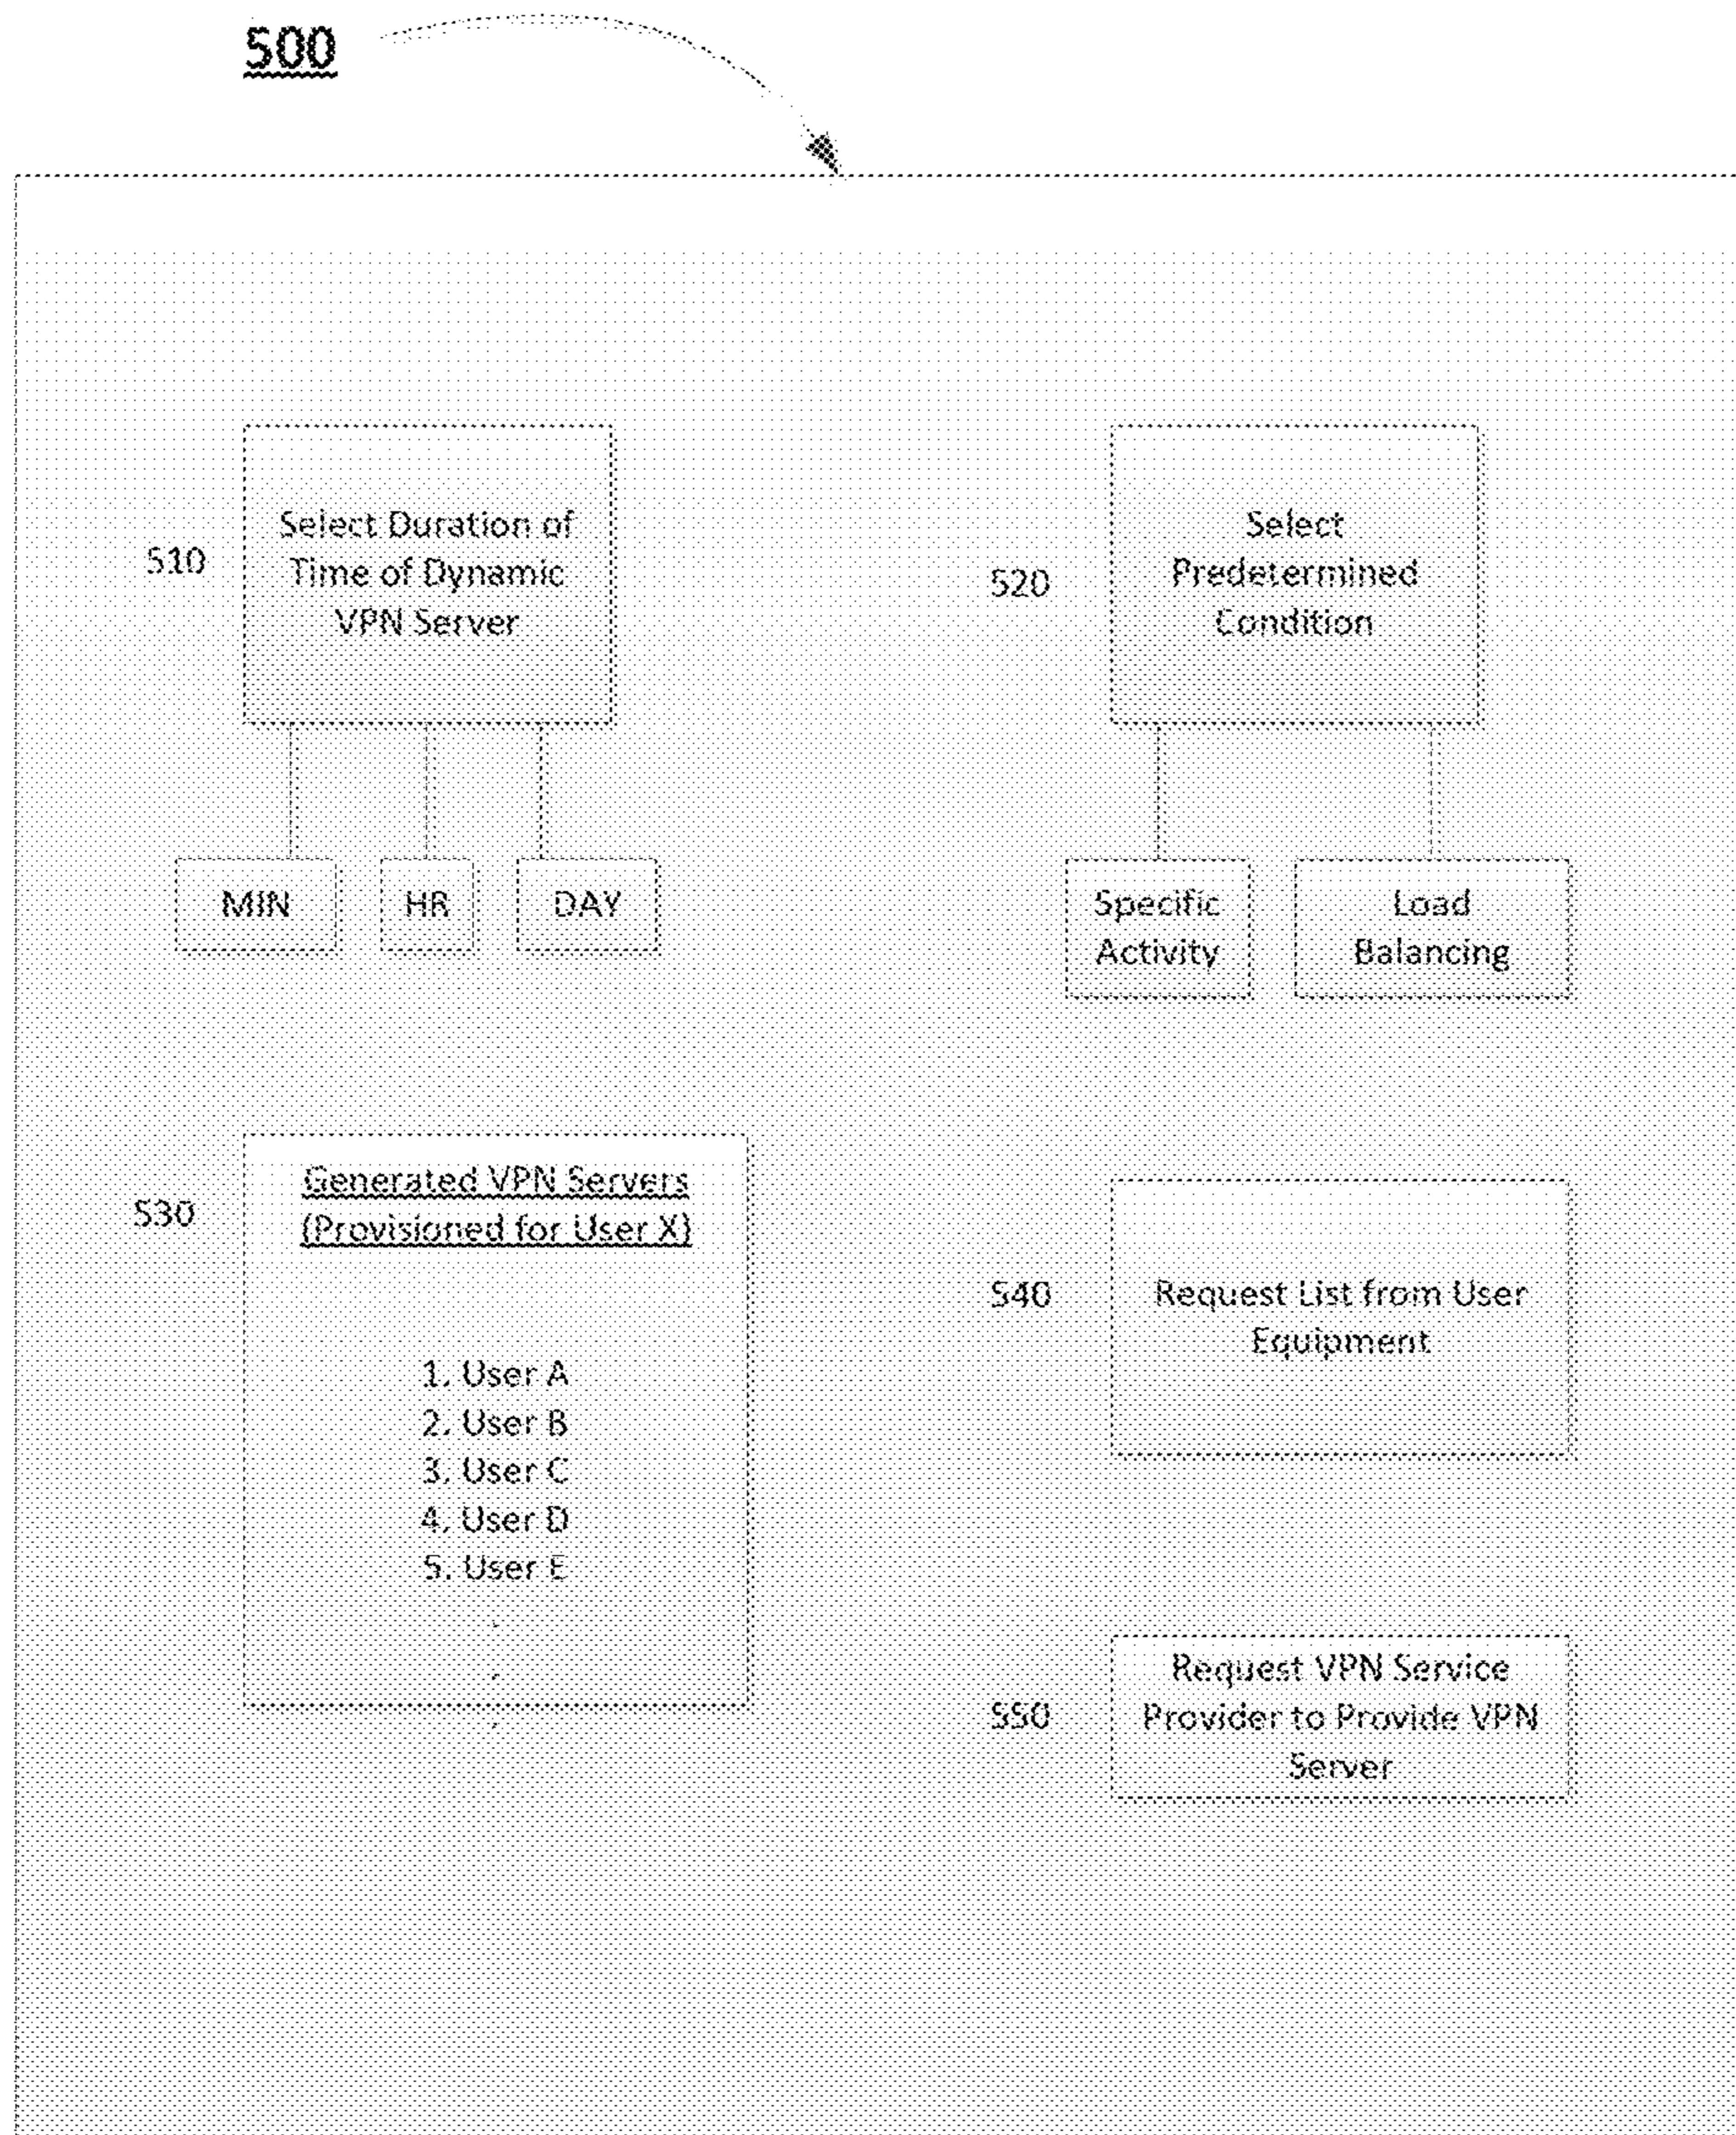 500
510
Select Duration of
Time of Dynamic
VPN Server
520
Select
Predetermined
Condition
MIN
HR
DAY
Specific
Activity
Load
Balancing
530
Generated VPN Servers
(Provisioned for User X)
1. User A
2. User B
3. User C
4. User D
5. User E
540
Request List from User
Equipment
550
Request VPN Service
Provider to Provide VPN
Server